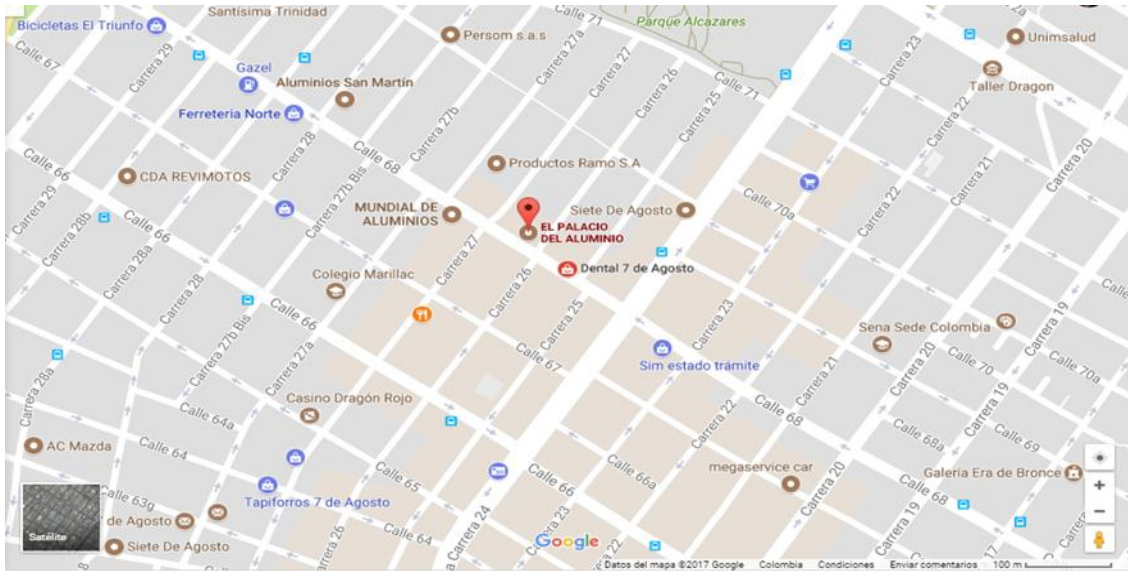 Santísima Trinidad
Bicicletas El Triunfo
Persom s.a.s
Calle 71
Parque Alcazares
Unimsalud
Calle 67
Carrera 29
Gazel
Aluminios San Martín
Carrera 27a
Carrera 27
Carrera 26
Calle 71
Carrera 23
Taller Dragon
Ferreteria Norte
Carrera 27b
Carrera 25
Carrera 22
Carrera 28
Calle 68
Carrera 20
Calle 66
CDA REVIMOTOS
Productos Ramo S.A
Carrera 21
Carrera 29
Carrera 27b Bis
MUNDIAL DE
ALUMINIOS
Siete De Agosto
Calle 70a
Carrera 22
Carrera 28b
Calle 66
EL PALACIO
DEL ALUMINIO
Carrera 28a
Carrera 27
Colegio Marillac
Carrera 26
Dental 7 de Agosto
Carrera 28
Carrera 25
Carrera 23
Carrera 19
Calle 66
Sena Sede Colombia
Carrera 27b Bis
Calle 67
Sim estado trámite
Carrera 21
Carrera 20
Calle 70
Calle 70a
Carrera 27a
Carrera 28a
Casino Dragón Rojo
Calle 64a
Carrera 22
Calle 68
Carrera 19
Calle 68a
Calle 69
AC Mazda
Calle 64
Calle 65
megaservice car
Galería Era de Bronce
Calle 66
Calle 66a
Carrera 20
Calle 68
Calle 63g
Tapiforros 7 de Agosto
de Agosto
Satélite
Siete De Agosto
Calle 64
Carrera 26
Carrera 24
Carrera 23
Carrera 19
Google
Datos del mapa ©2017 Google Colombia Condiciones Enviar comentarios 100 m